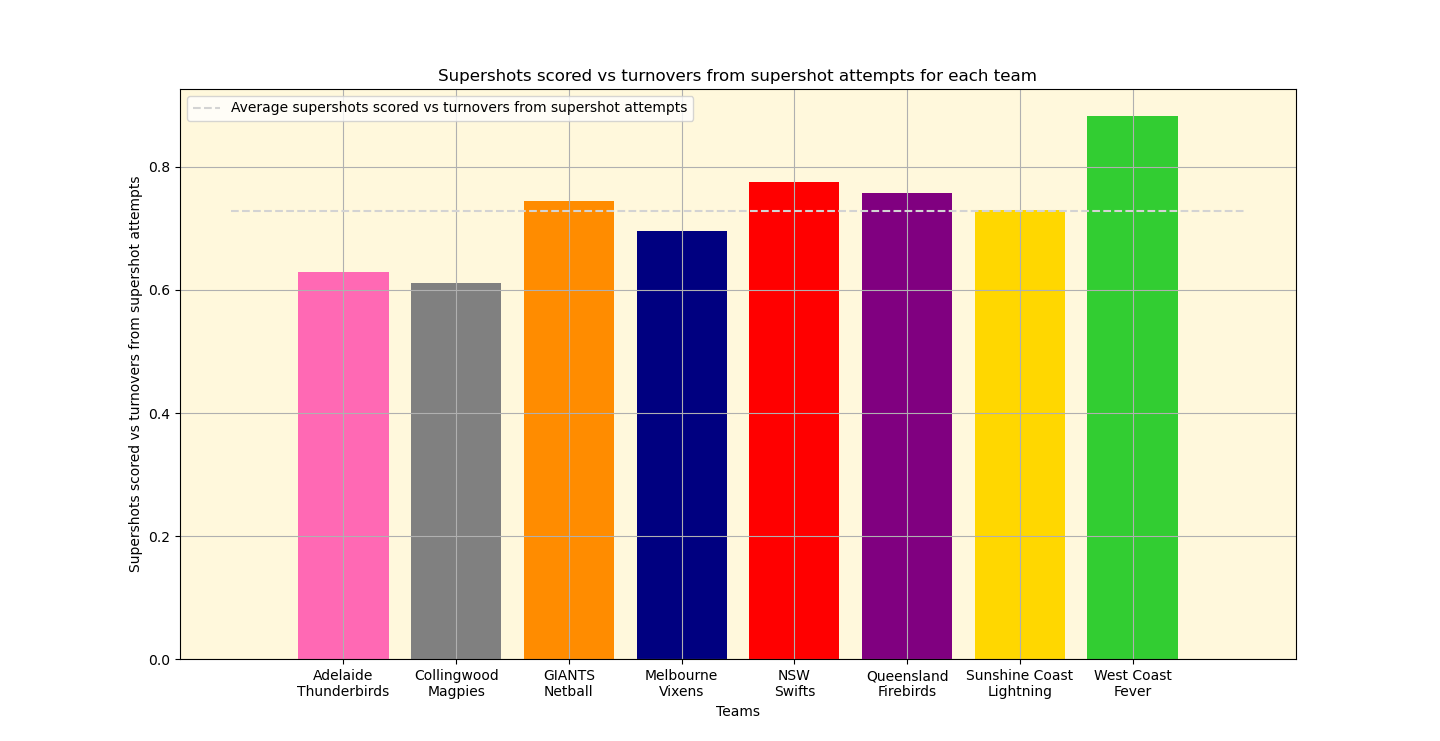 Supershots scored vs turnovers from supershot attempts for each team
Average supershots scored vs turnovers from supershot attempts
Supershots scored vs turnovers from supershot attempts
0.8
0.6
0.4
0.2
0.0
Adelaide
Thunderbirds
Collingwood
Magpies
GIANTS
Netball
Melbourne
Vixens
NSW
Swifts
Queensland
Firebirds
Sunshine Coast
Lightning
West Coast
Fever
Teams